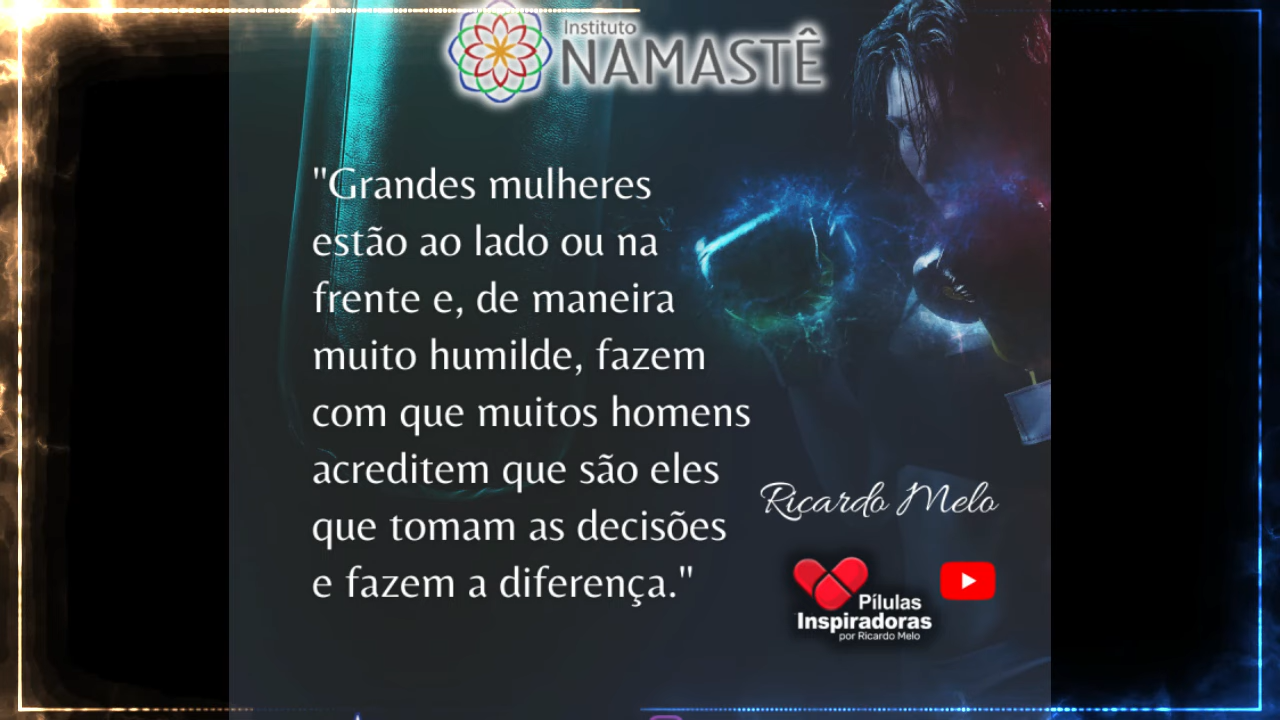 Instituto
NAMASTÊ
"Grandes mulheres
estão ao lado ou na
frente e, de maneira
muito humilde, fazem
com que muitos homens
acreditem que são eles
que tomam as decisões
e fazem a diferença."
Ricardo Melo
Pílulas
Inspiradoras
por Ricardo Melo